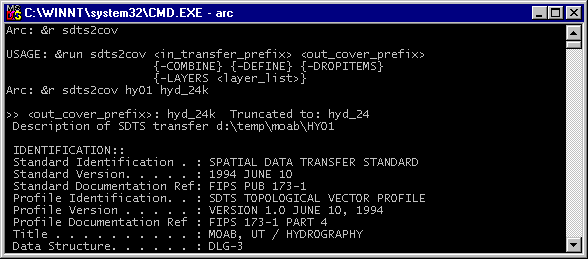 C:\WINNT\system32\CMD.EXE - arc
Arc: &r sdts2cov
USAGE: &run sdts2cov <in_transfer_prefix> <out_cover_prefix>
{-COMBINE} {-DEFINE} {-DROPITEMS}
{-LAYERS <layer_list>}
Arc: &r sdts2cov hy01 hyd_24k
>> <out_cover_prefix>: hyd_24k  Truncated to: hyd_24
Description of SDTS transfer d:\temp\moab\HY01
IDENTIFICATION::
Standard Identification . : SPATIAL DATA TRANSFER STANDARD
Standard Version. . . . . : 1994 JUNE 10
Standard Documentation Ref: FIPS PUB 173-1
Profile Identification. . : SDTS TOPOLOGICAL VECTOR PROFILE
Profile Version . . . . . : VERSION 1.0 JUNE 10, 1994
Profile Documentation Ref : FIPS 173-1 PART 4
Title . . . . . . . . . . : MOAB, UT / HYDROGRAPHY
Data Structure. . . . . . : DLG-3